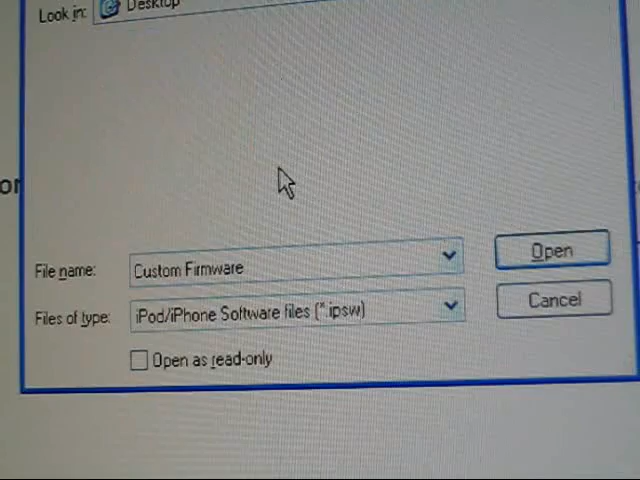 Look in: Desktop
or
File name: Custom Firmware
Open
Files of type: iPod/iPhone Software files (*.ipsw)
Cancel
Open as read-only